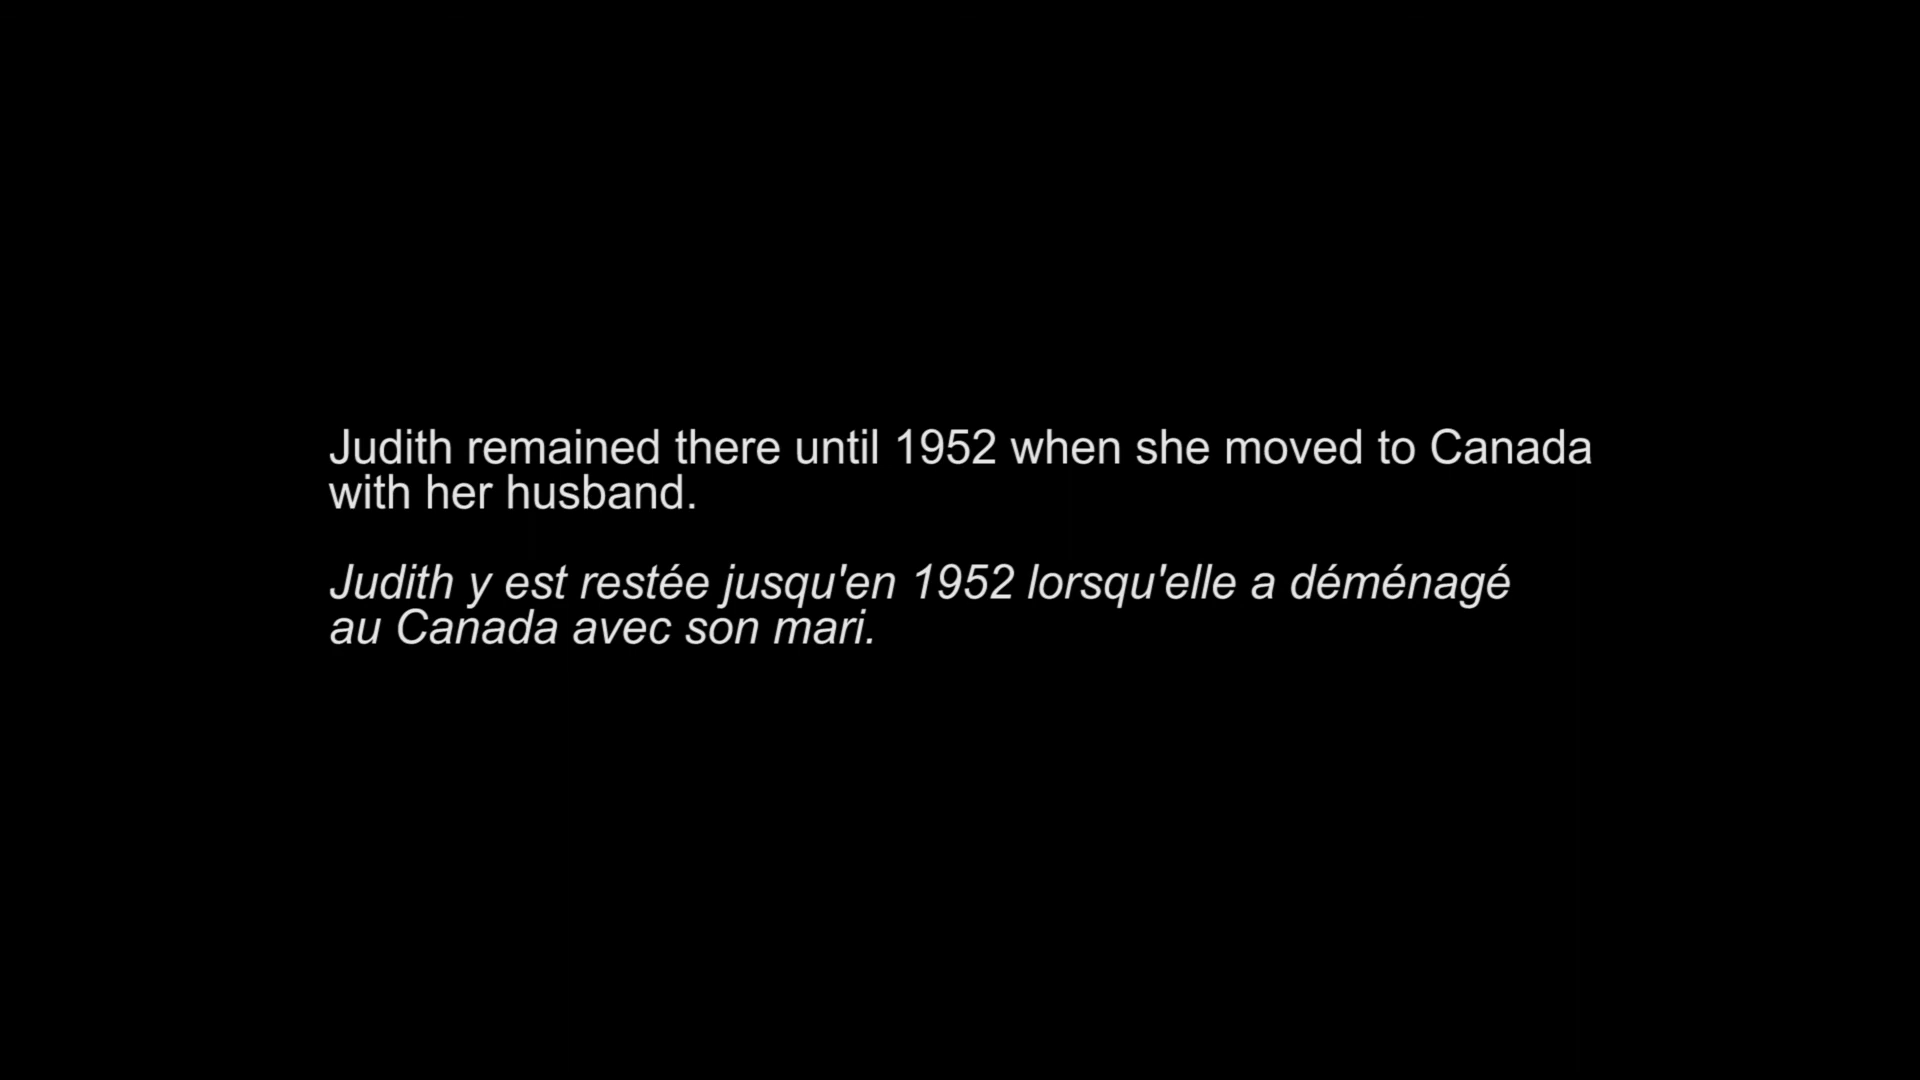 Judith remained there until 1952 when she moved to Canada
with her husband.
Judith y est restée jusqu'en 1952 lorsqu'elle a déménagé
au Canada avec son mari.